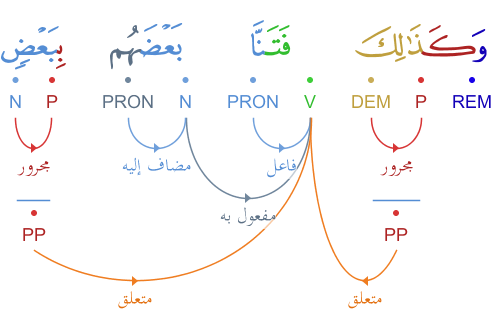 وَكَذَٰلِكَ فَتَنَّا بَعْضَهُم بِبَعْضٍ
REM P DEM V PRON N PRON P N
مجرور فاعل مضاف إليه مجرور
مفعول به
PP PP
متعلق متعلق